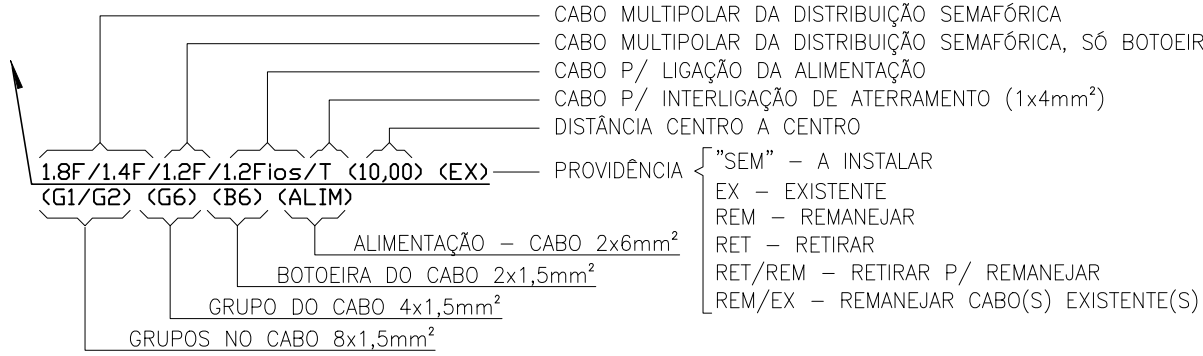 CABO MULTIPOLAR DA DISTRIBUIÇÃO SEMAFÓRICA
CABO MULTIPOLAR DA DISTRIBUIÇÃO SEMAFÓRICA, SÓ BOTOEIR
CABO P/ LIGAÇÃO DA ALIMENTAÇÃO
CABO P/ INTERLIGAÇÃO DE ATERRAMENTO (1x4mm²)
DISTÂNCIA CENTRO A CENTRO
1.8F/1.4F/1.2F/1.2Fios/T (10,00) (EX)
PROVIDÊNCIA
(G1/G2) (G6) (B6) (ALIM)
"SEM" – A INSTALAR
EX – EXISTENTE
REM – REMANEJAR
RET – RETIRAR
RET/REM – RETIRAR P/ REMANEJAR
REM/EX – REMANEJAR CABO(S) EXISTENTE(S)
ALIMENTAÇÃO – CABO 2x6mm²
BOTOEIRA DO CABO 2x1,5mm²
GRUPO DO CABO 4x1,5mm²
GRUPOS NO CABO 8x1,5mm²